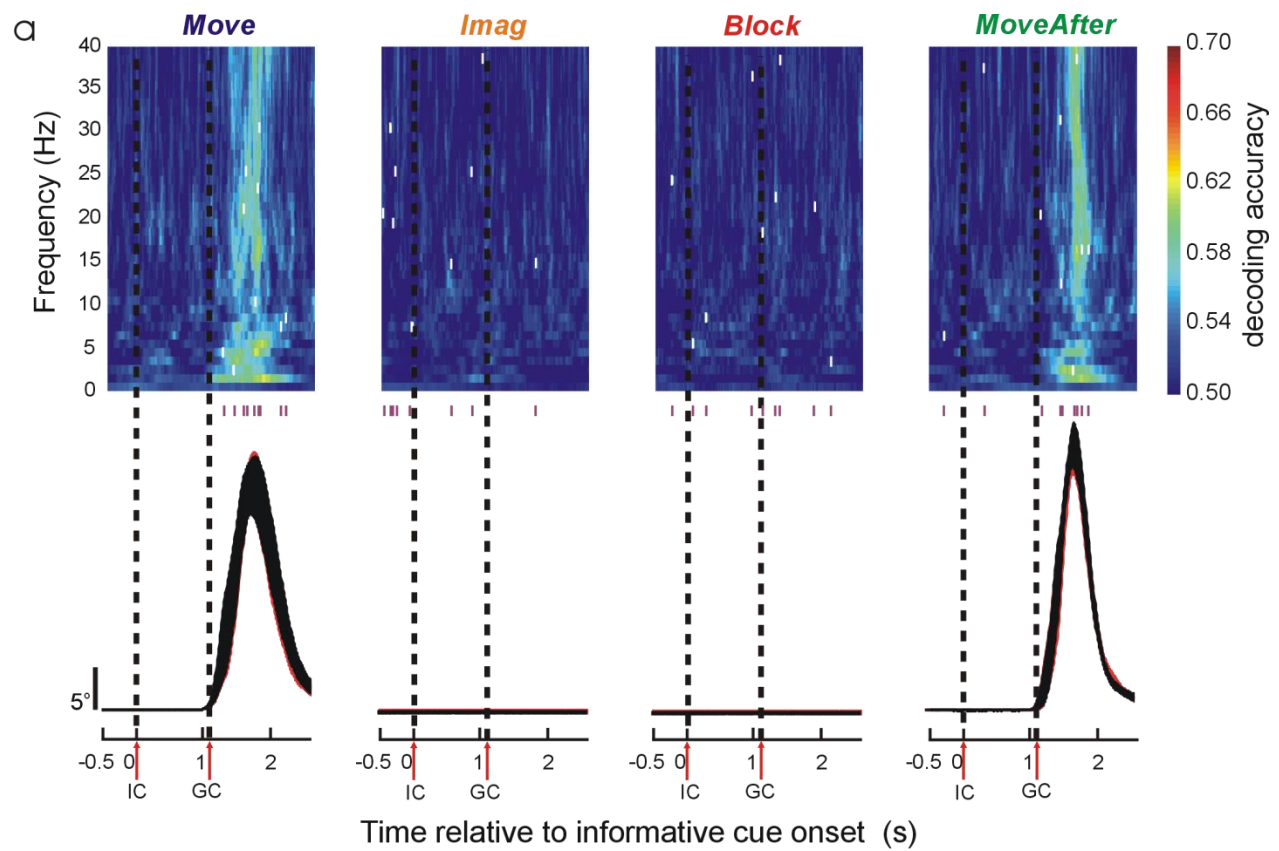 a
Move
Imag
Block
MoveAfter
Frequency (Hz)
40
35
30
25
20
15
10
5
0
0.70
0.66
0.62
0.58
0.54
0.50
decoding accuracy
5°
-0.5 0 1 2
IC GC
-0.5 0 1 2
IC GC
-0.5 0 1 2
IC GC
-0.5 0 1 2
IC GC
Time relative to informative cue onset (s)